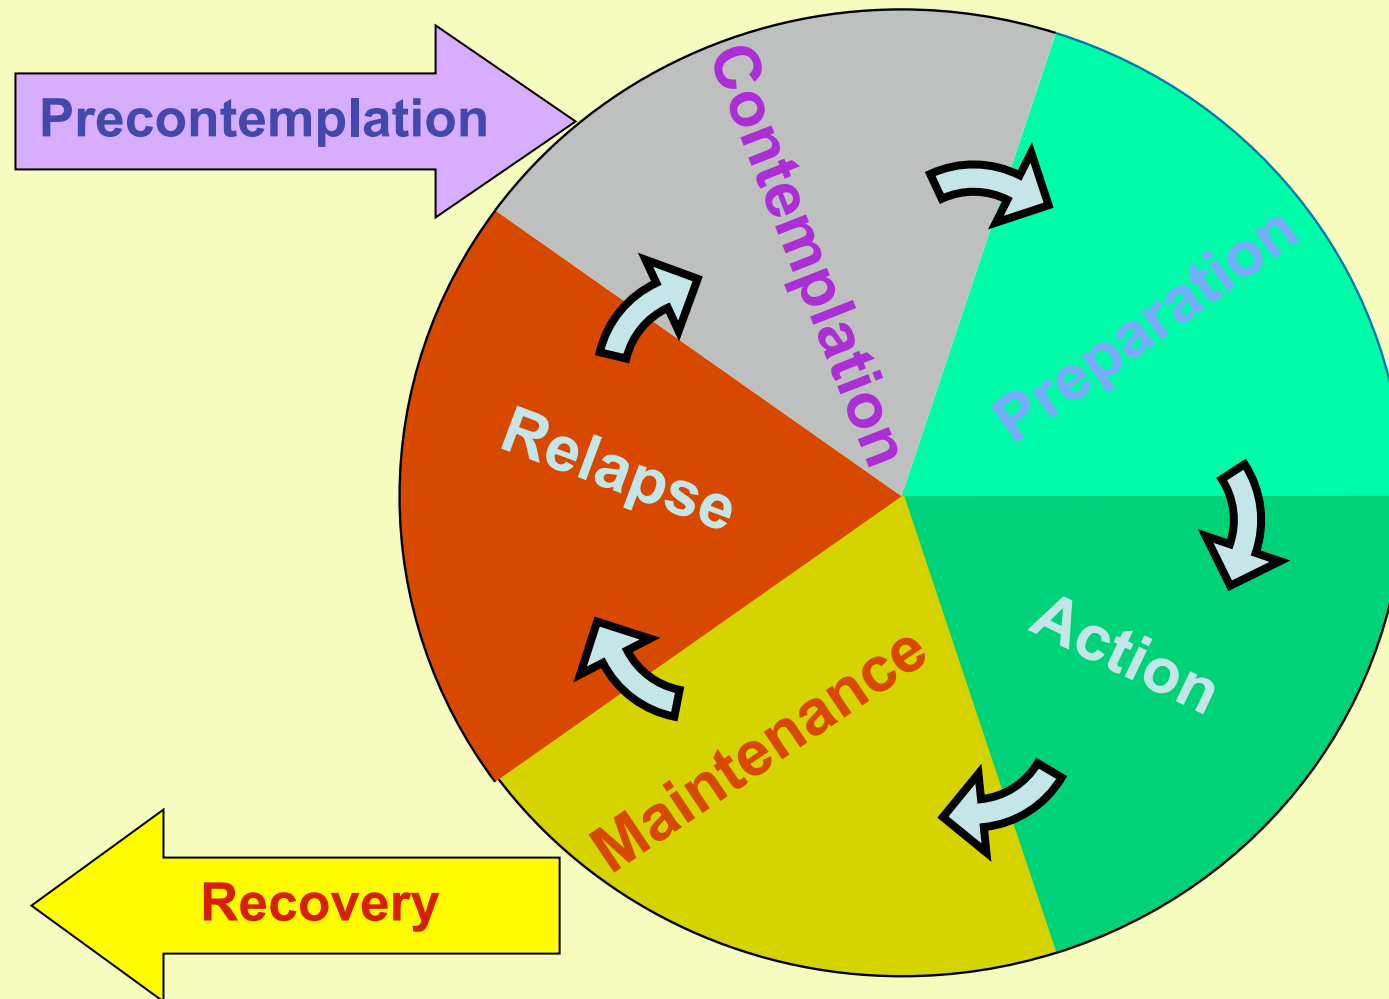 Precontemplation
Contemplation
Preparation
Action
Maintenance
Relapse
Recovery